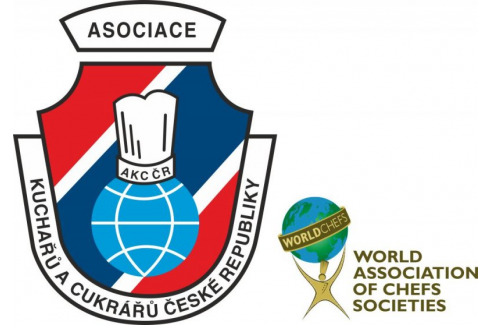 ASOCIACE
AKC ČR
KUCHAŘŮ A CUKRÁŘŮ ČESKÉ REPUBLIKY
WORLDCHEFS
WORLD
ASSOCIATION
OF CHEFS
SOCIETIES